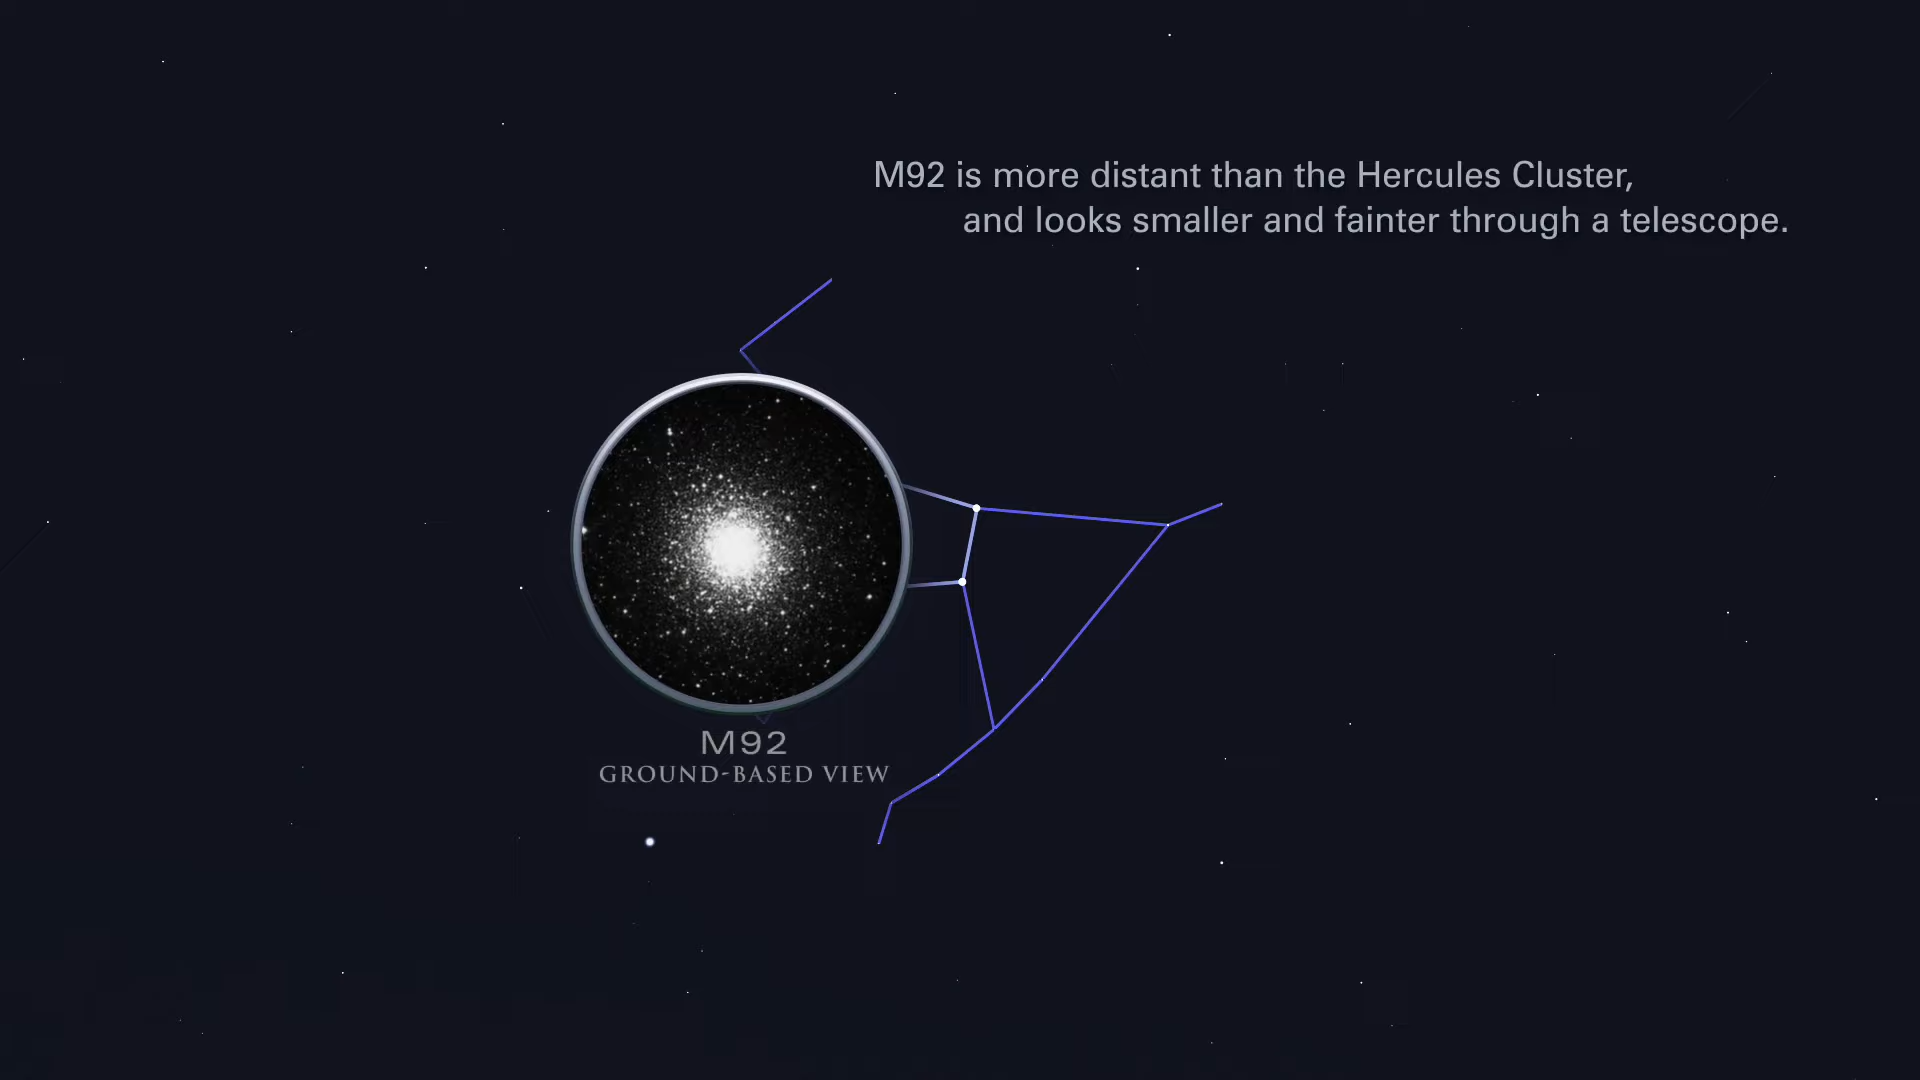 M92 is more distant than the Hercules Cluster,
and looks smaller and fainter through a telescope.
M92
GROUND-BASED VIEW